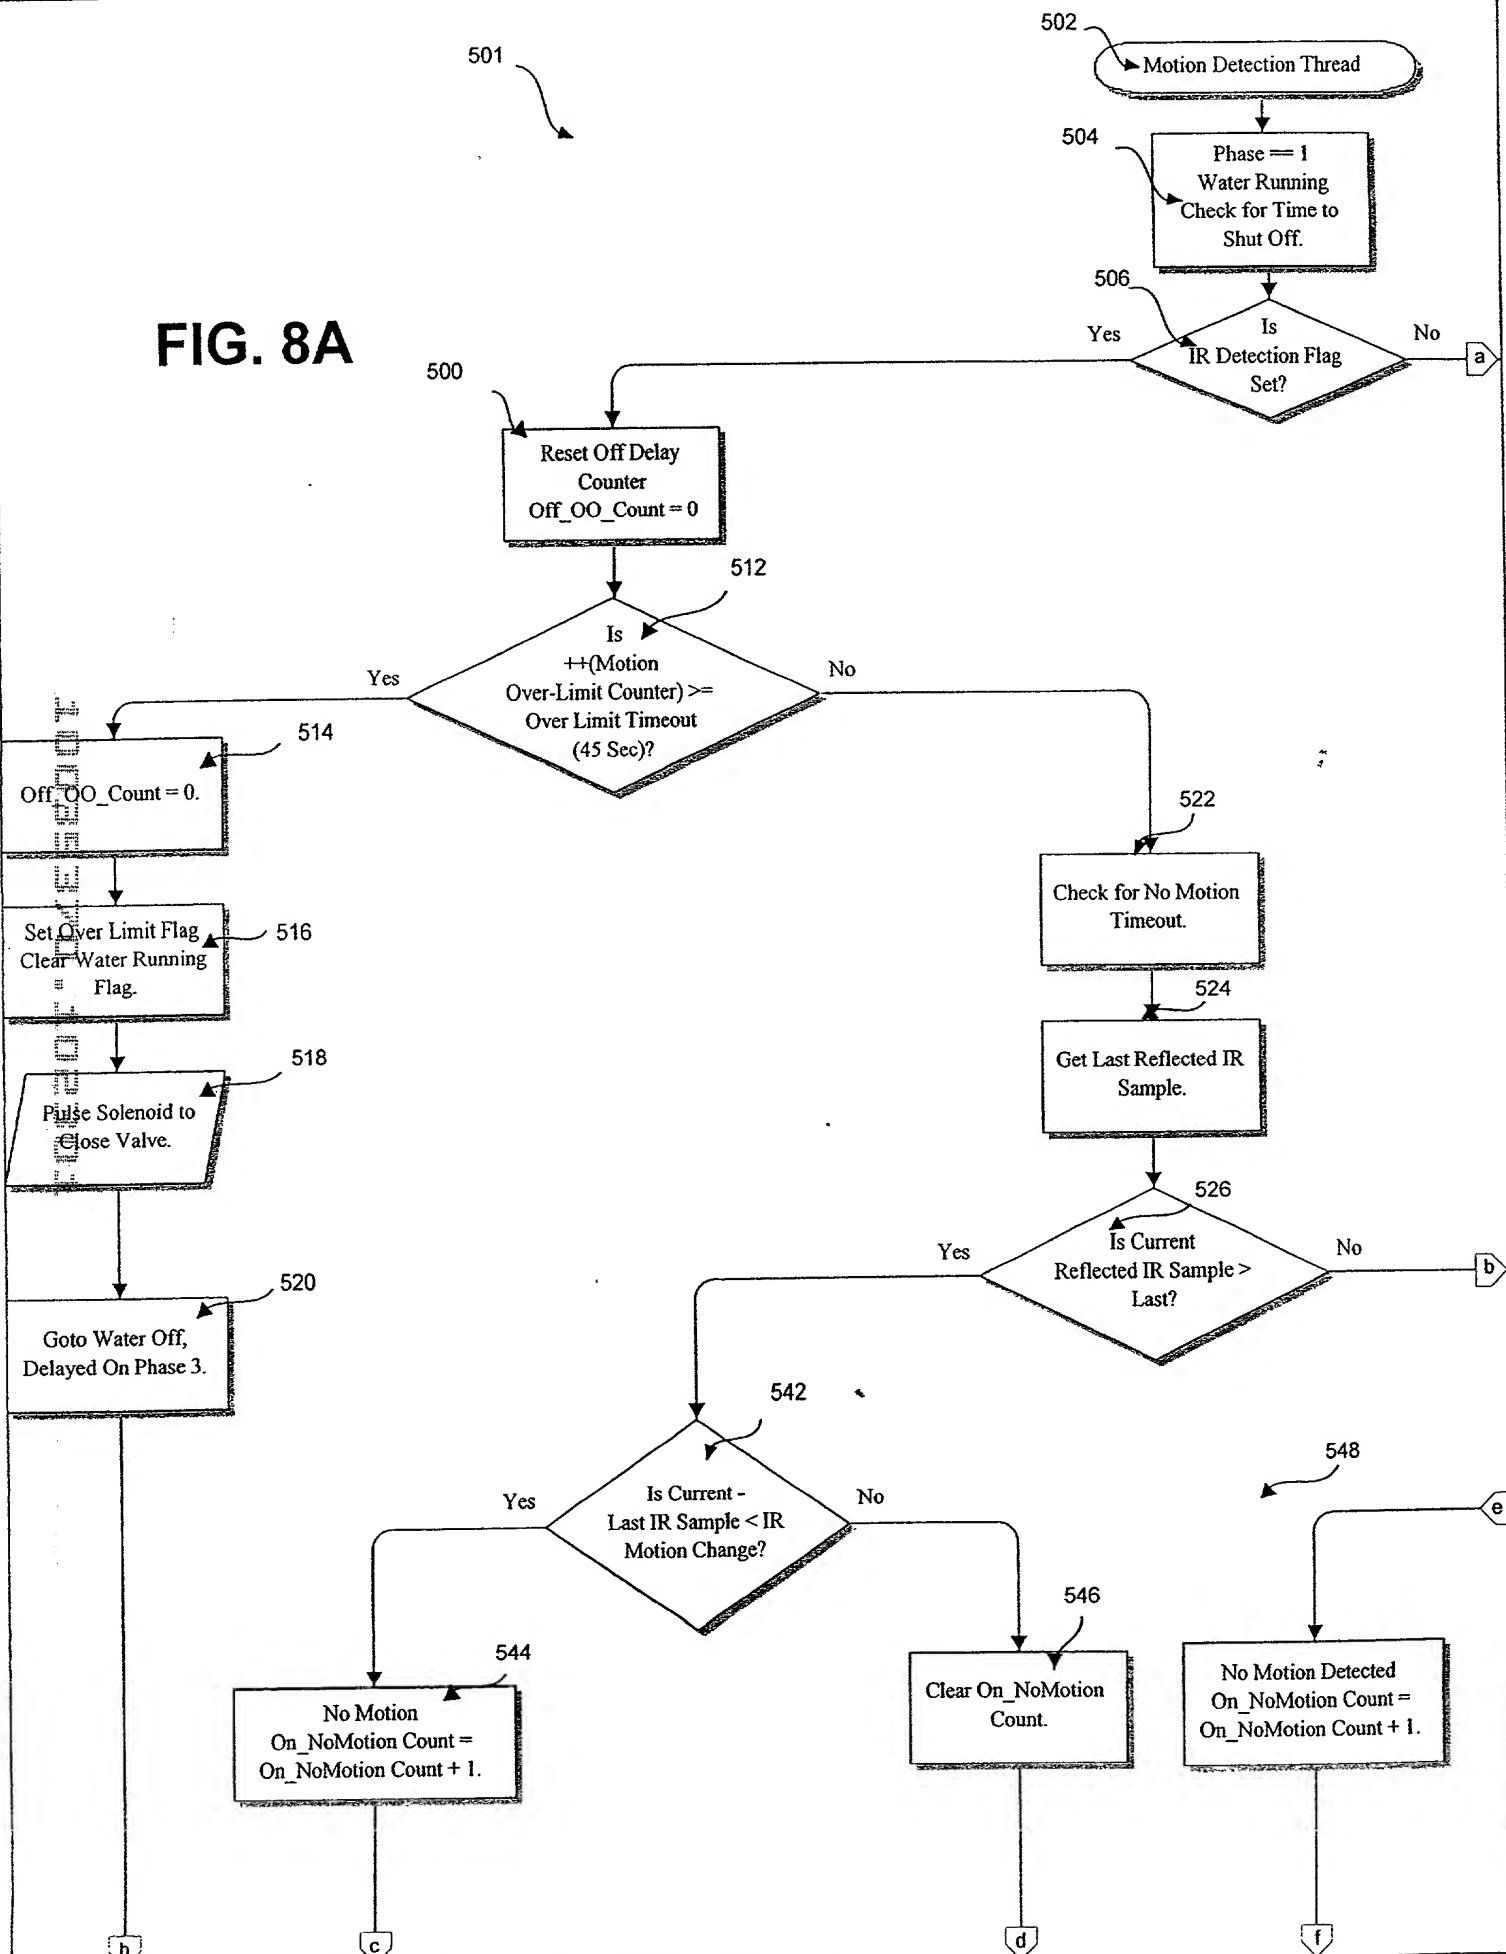 501
502
Motion Detection Thread
504
Phase == 1
Water Running
Check for Time to
Shut Off.
506
Is
IR Detection Flag
Set?
Yes
No
a
FIG. 8A
500
Reset Off Delay
Counter
Off_OO_Count = 0
512
Is
++(Motion
Over-Limit Counter) >=
Over Limit Timeout
(45 Sec)?
Yes
No
514
Off_OO_Count = 0.
522
Check for No Motion
Timeout.
516
Set Over Limit Flag
Clear Water Running
Flag.
524
Get Last Reflected IR
Sample.
518
Pulse Solenoid to
Close Valve.
526
Is Current
Reflected IR Sample >
Last?
Yes
No
b
520
Goto Water Off,
Delayed On Phase 3.
542
Is Current -
Last IR Sample < IR
Motion Change?
Yes
No
548
e
544
No Motion
On_NoMotion Count =
On_NoMotion Count + 1.
546
Clear On_NoMotion
Count.
No Motion Detected
On_NoMotion Count =
On_NoMotion Count + 1.
c
d
f